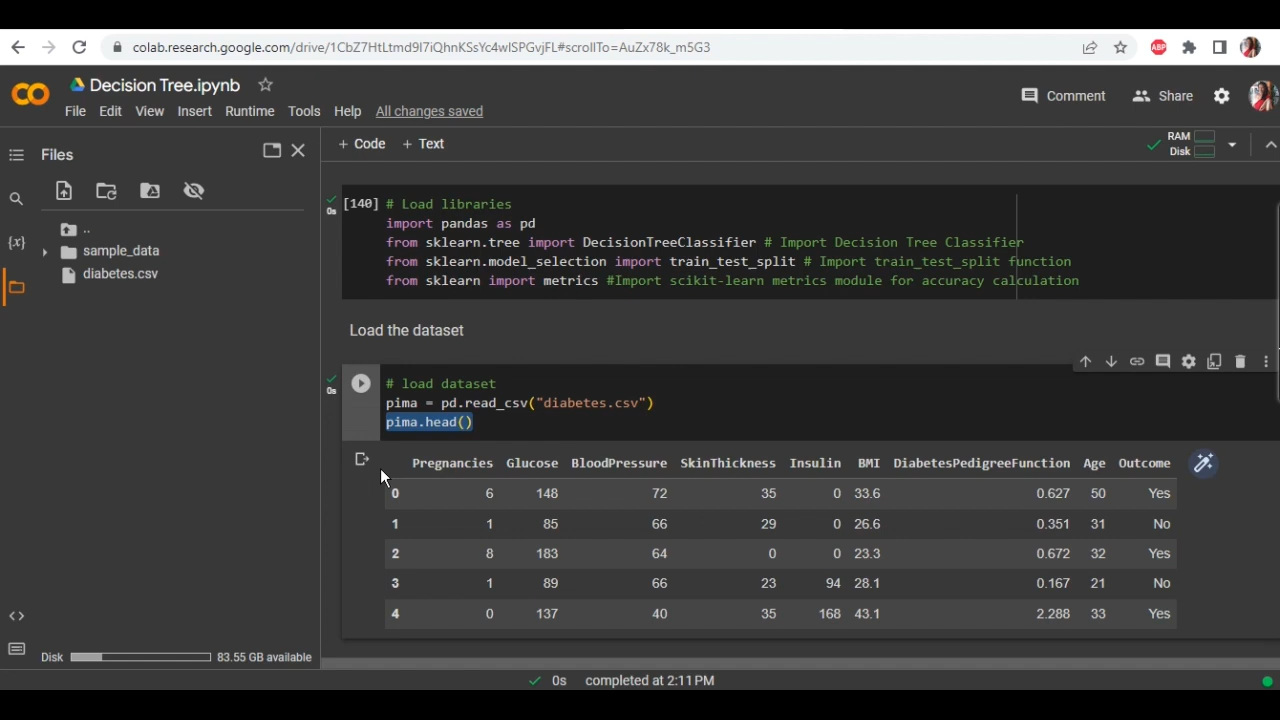 colab.research.google.com/drive/1CbZ7HtLtmd9I7iQhnKSsYc4wISPGvjFL#scrollTo=AuZx78k_m5G3
ABP
CO Decision Tree.ipynb
File Edit View Insert Runtime Tools Help All changes saved
Comment Share
Files
+ Code + Text
RAM
Disk
..
sample_data
diabetes.csv
{x}
0s
[140] # Load libraries
import pandas as pd
from sklearn.tree import DecisionTreeClassifier # Import Decision Tree Classifier
from sklearn.model_selection import train_test_split # Import train_test_split function
from sklearn import metrics #Import scikit-learn metrics module for accuracy calculation
Load the dataset
0s
# load dataset
pima = pd.read_csv("diabetes.csv")
pima.head()
Pregnancies Glucose BloodPressure SkinThickness Insulin BMI DiabetesPedigreeFunction Age Outcome
0 6 148 72 35 0 33.6 0.627 50 Yes
1 1 85 66 29 0 26.6 0.351 31 No
2 8 183 64 0 0 23.3 0.672 32 Yes
3 1 89 66 23 94 28.1 0.167 21 No
4 0 137 40 35 168 43.1 2.288 33 Yes
Disk 83.55 GB available
0s completed at 2:11 PM